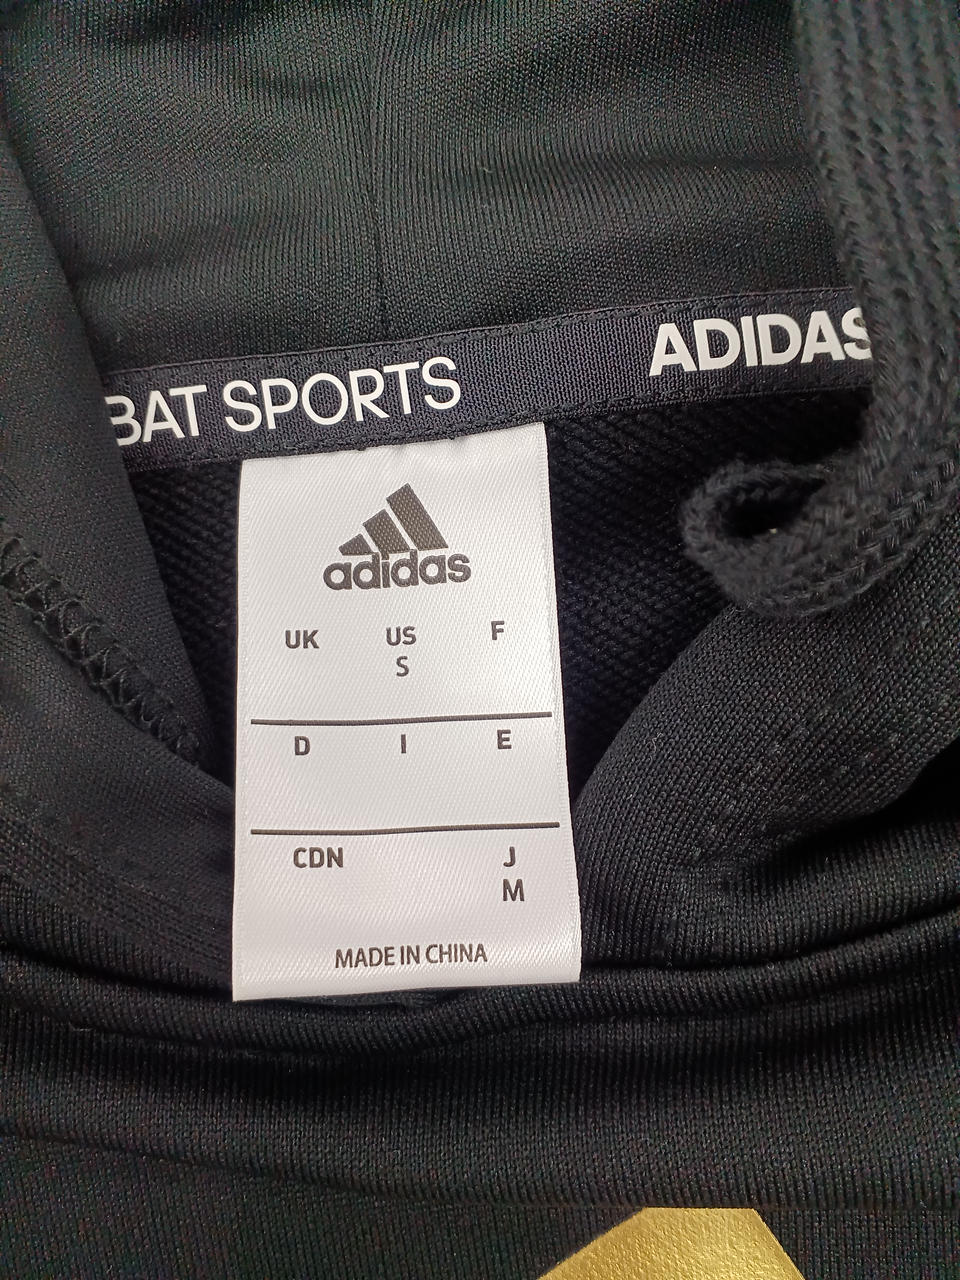 BAT SPORTS ADIDAS
adidas
UK US F
S
D I E
CDN J
M
MADE IN CHINA